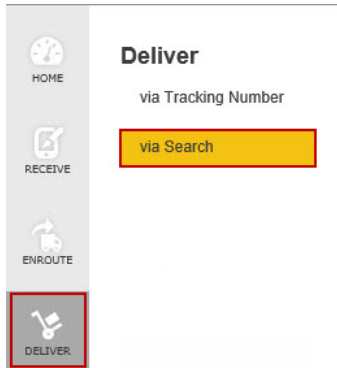 HOME
RECEIVE
ENROUTE
DELIVER
Deliver
via Tracking Number
via Search